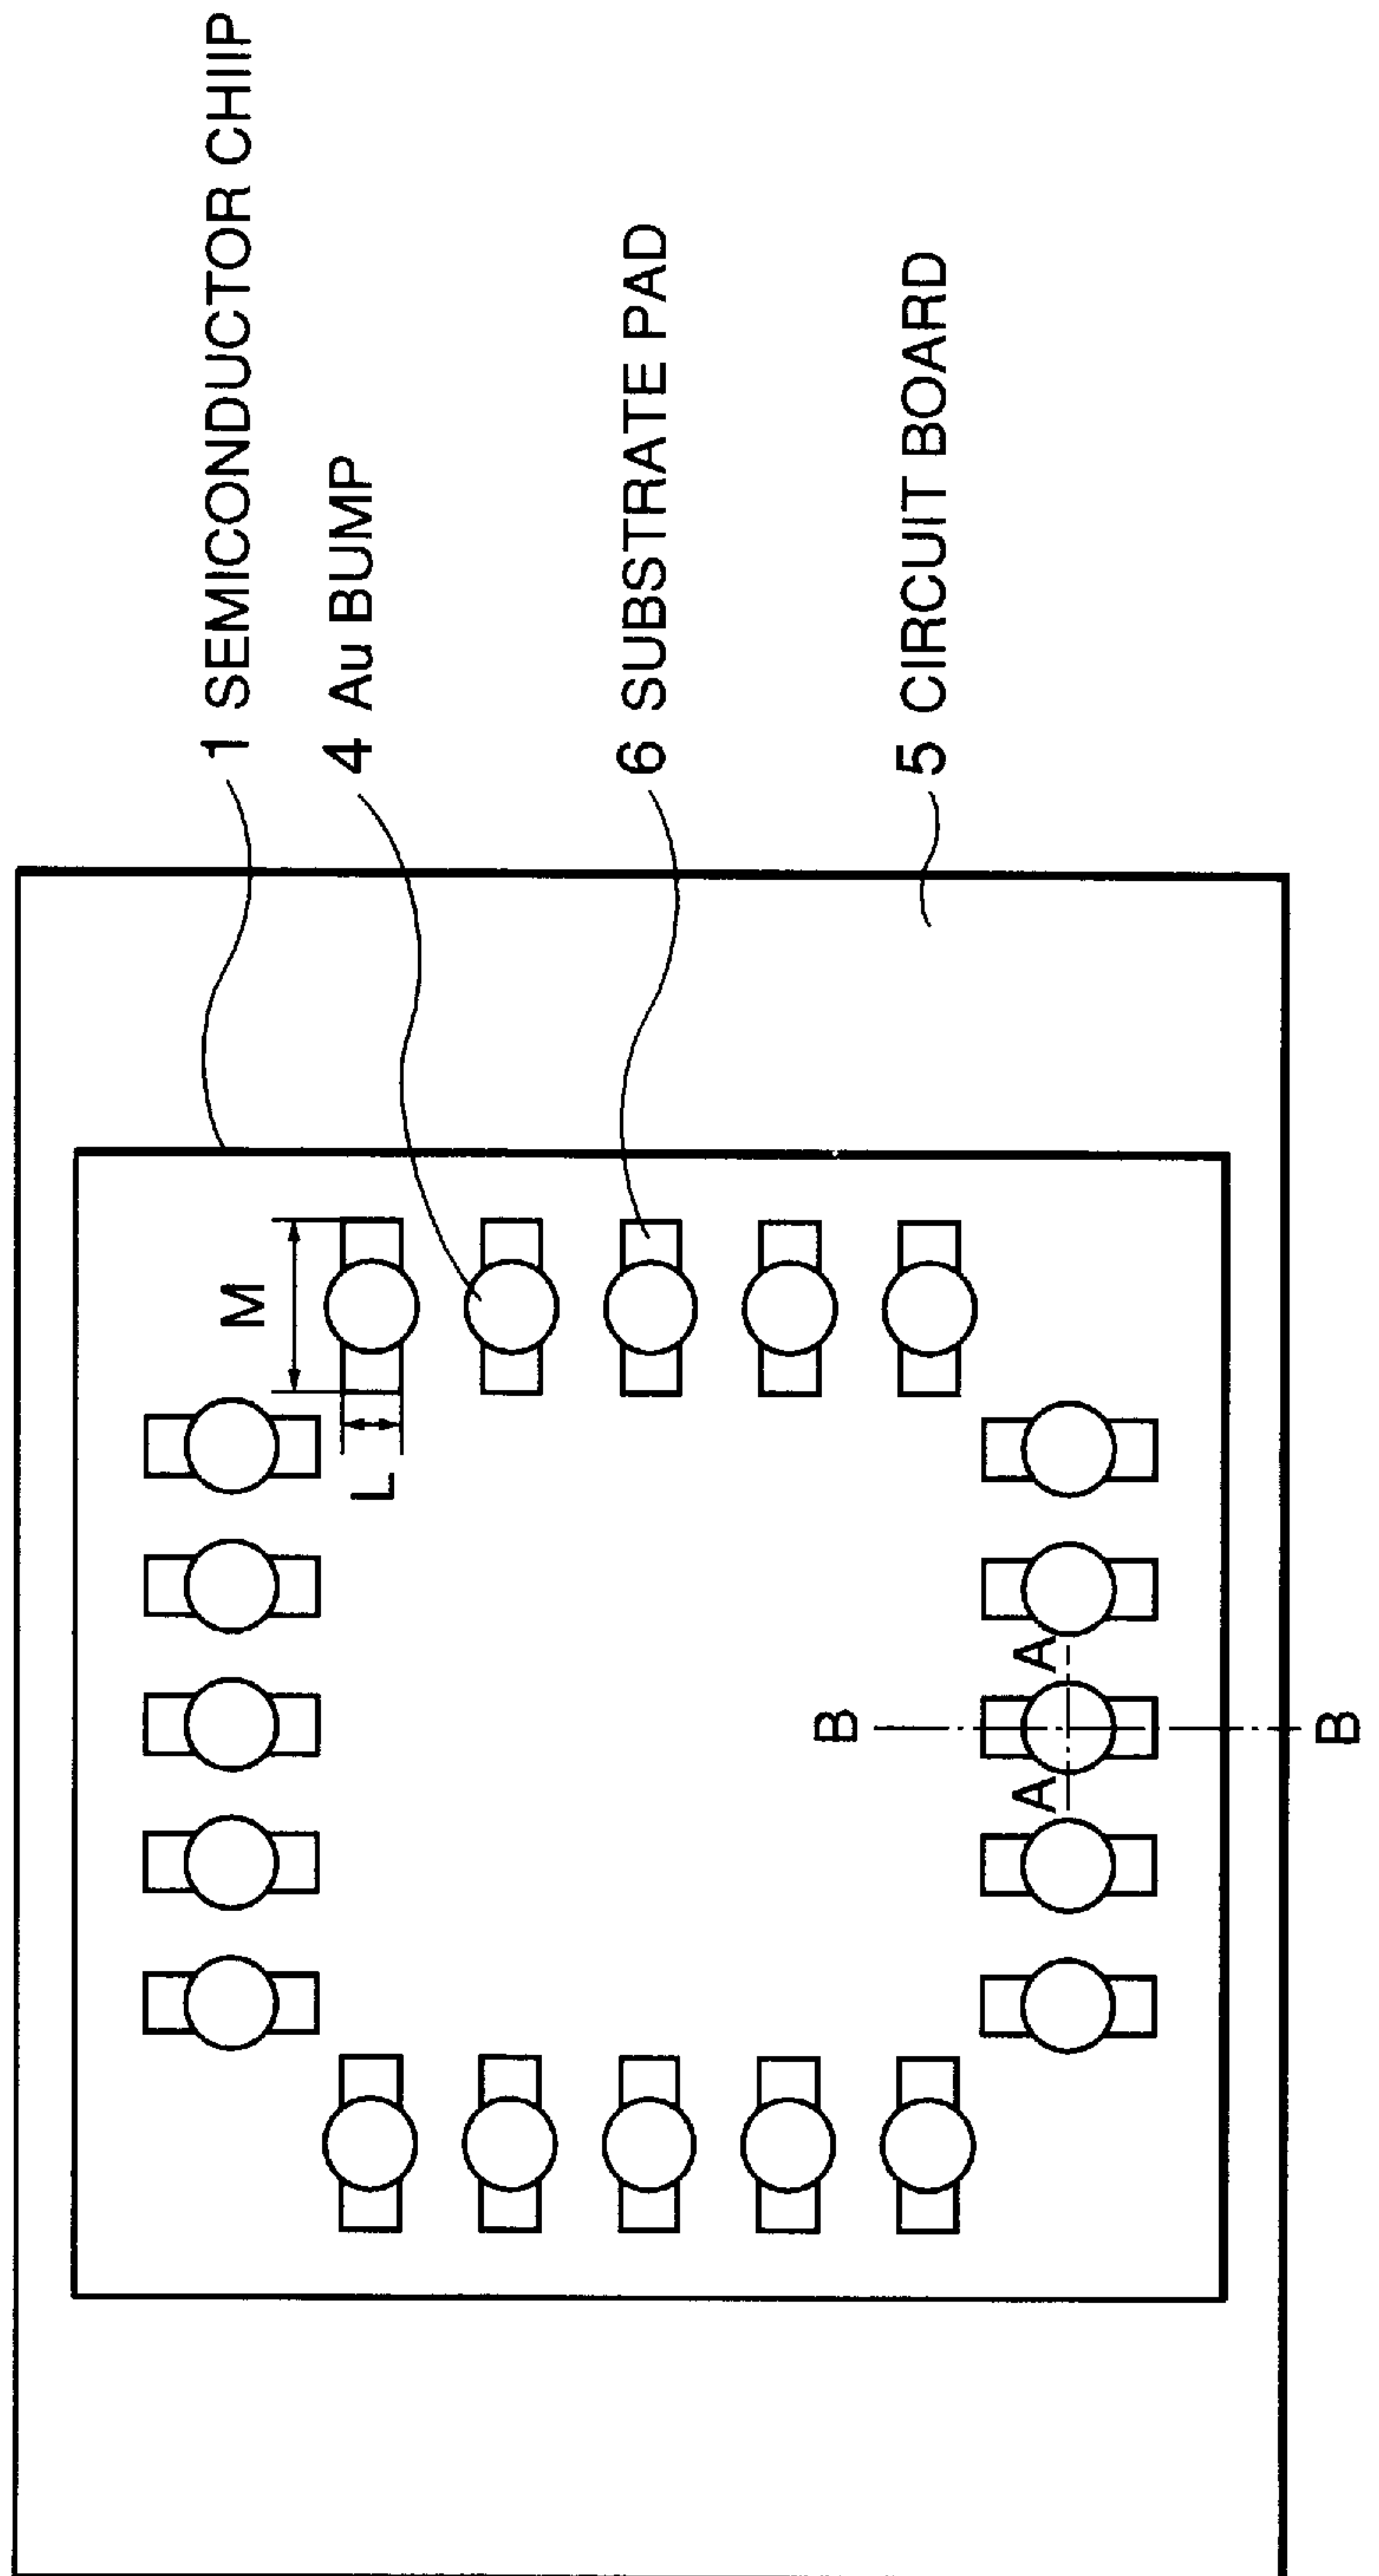 1 SEMICONDUCTOR CHIIP
4 Au BUMP
6 SUBSTRATE PAD
5 CIRCUIT BOARD
M
L
A
A
B
B